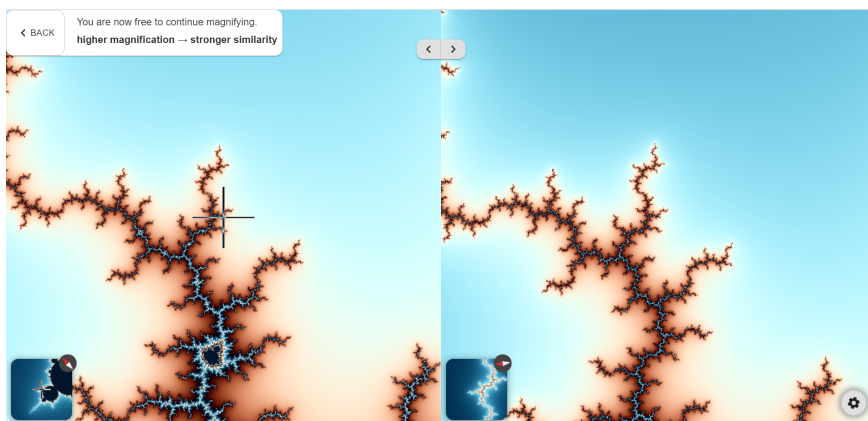 BACK
You are now free to continue magnifying.
higher magnification → stronger similarity